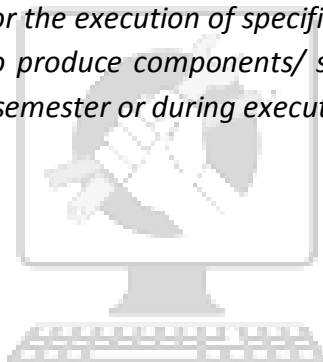 or the execution of specifi
o produce components/ s
semester or during execut